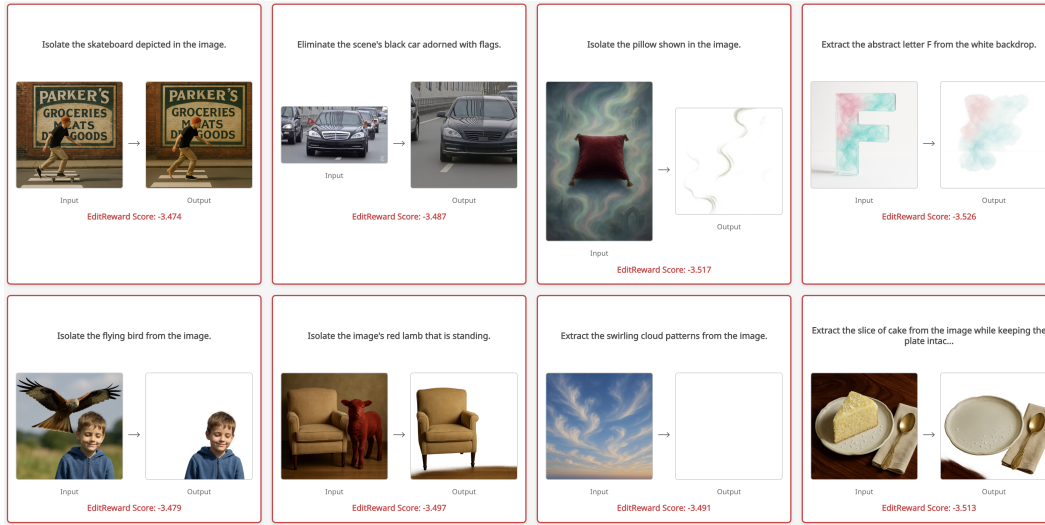 Isolate the skateboard depicted in the image.
PARKER'S
GROCERIES
MEATS
DRY GOODS
PARKER'S
GROCERIES
MEATS
GOODS
Input
Output
EditReward Score: -3.474
Eliminate the scene's black car adorned with flags.
Input
Output
EditReward Score: -3.487
Isolate the pillow shown in the image.
Input
Output
EditReward Score: -3.517
Extract the abstract letter F from the white backdrop.
F
Input
Output
EditReward Score: -3.526
Isolate the flying bird from the image.
Input
Output
EditReward Score: -3.479
Isolate the image's red lamb that is standing.
Input
Output
EditReward Score: -3.497
Extract the swirling cloud patterns from the image.
Input
Output
EditReward Score: -3.491
Extract the slice of cake from the image while keeping the
plate intac...
Input
Output
EditReward Score: -3.513